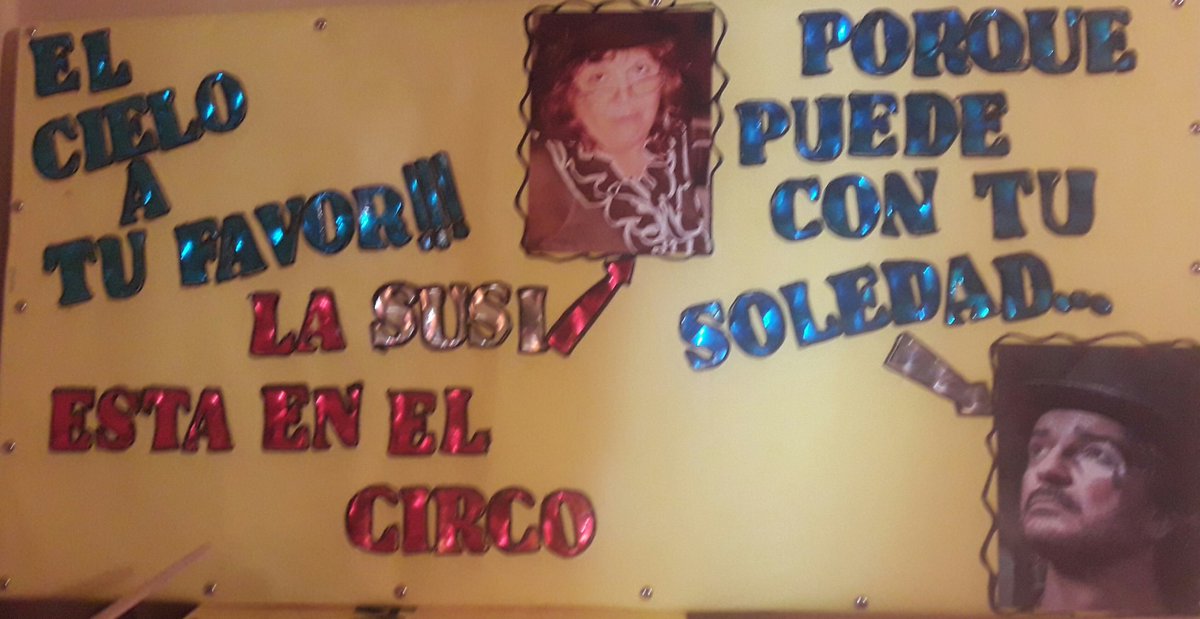 EL
CIELO
A
TU FAVOR!!!
LA SUSI
ESTA EN EL
CIRCO
PORQUE
PUEDE
CON TU
SOLEDAD...